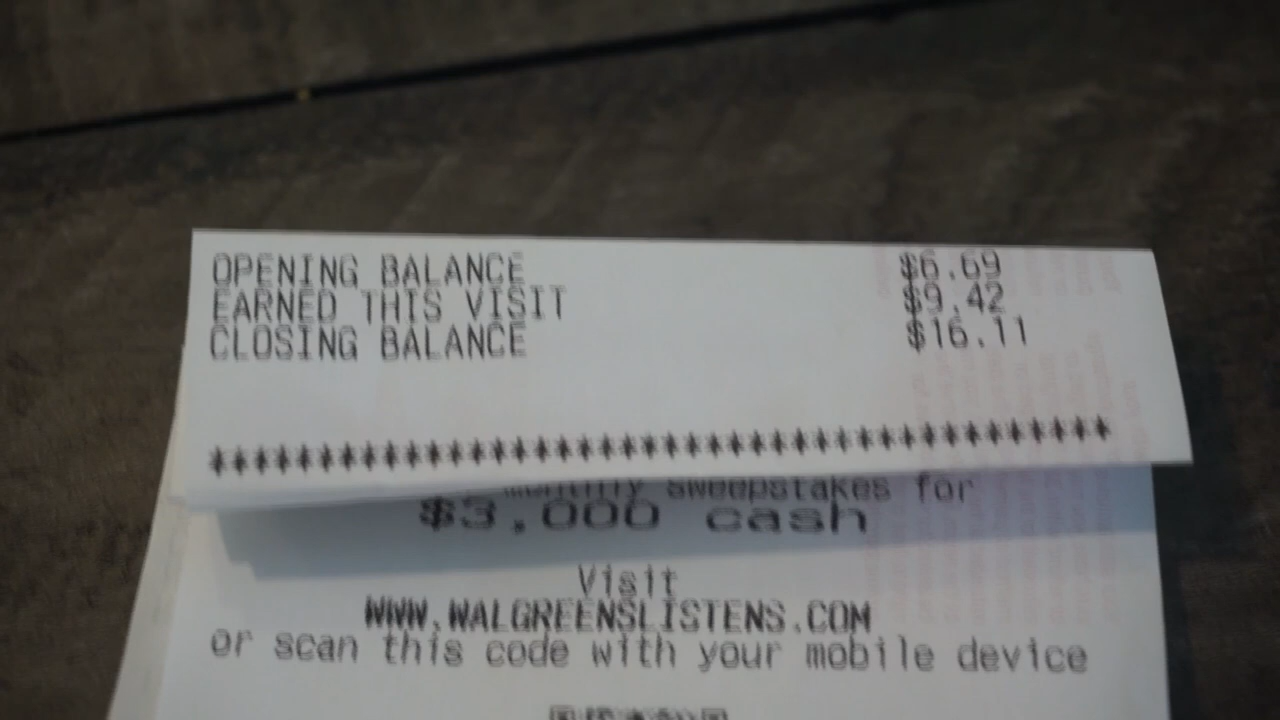 OPENING BALANCE $6.69
EARNED THIS VISIT $9.42
CLOSING BALANCE $16.11
******************************************
monthly sweepstakes for
$3,000 cash
Visit
WWW.WALGREENSLISTENS.COM
or scan this code with your mobile device